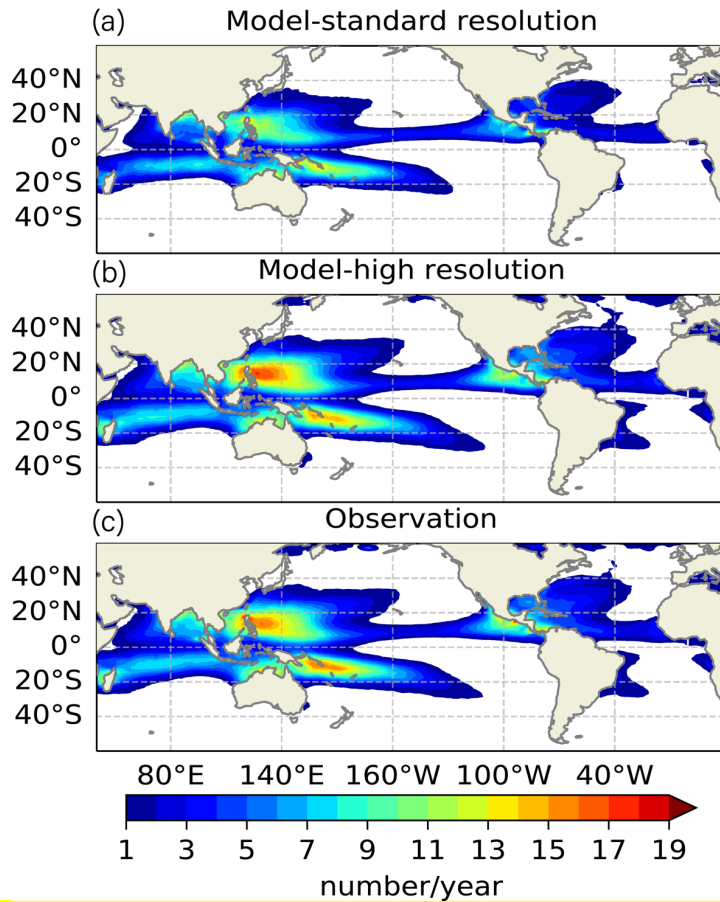 (a) Model-standard resolution
40°N
20°N
0°
20°S
40°S
(b) Model-high resolution
40°N
20°N
0°
20°S
40°S
(c) Observation
40°N
20°N
0°
20°S
40°S
80°E 140°E 160°W 100°W 40°W
1 3 5 7 9 11 13 15 17 19
number/year